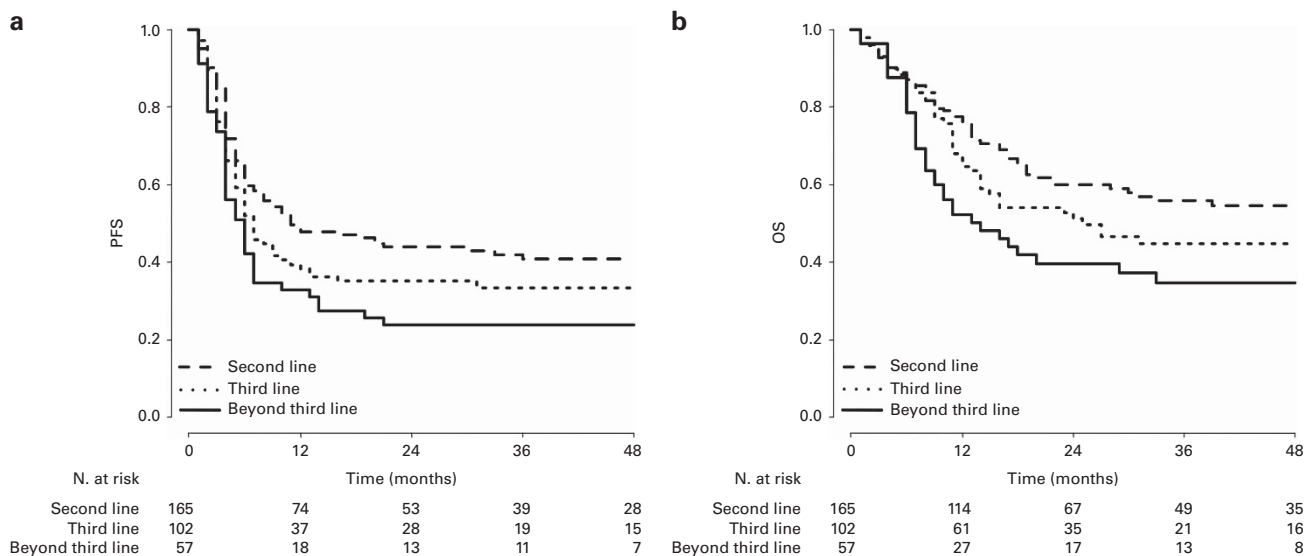 a
1.0
0.8
0.6
0.4
0.2
0.0
PFS
Second line
Third line
Beyond third line
0 12 24 36 48
N. at risk Time (months)
Second line 165 74 53 39 28
Third line 102 37 28 19 15
Beyond third line 57 18 13 11 7
b
1.0
0.8
0.6
0.4
0.2
0.0
OS
Second line
Third line
Beyond third line
0 12 24 36 48
N. at risk Time (months)
Second line 165 114 67 49 35
Third line 102 61 35 21 16
Beyond third line 57 27 17 13 8